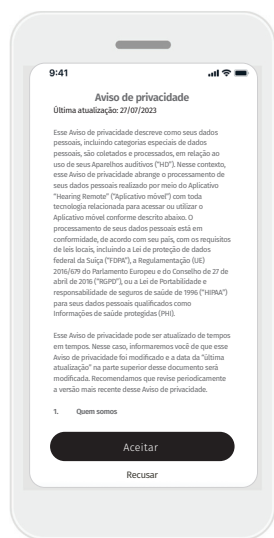 9:41
Aviso de privacidade
Última atualização: 27/07/2023
Esse Aviso de privacidade descreve como seus dados
pessoais, incluindo categorias especiais de dados
pessoais, são coletados e processados, em relação ao
uso de seus Aparelhos auditivos ("HD"). Nesse contexto,
esse Aviso de privacidade abrange o processamento de
seus dados pessoais realizado por meio do Aplicativo
"Hearing Remote" ("Aplicativo móvel") com toda
tecnologia relacionada para acessar ou utilizar o
Aplicativo móvel conforme descrito abaixo. O
processamento de seus dados pessoais está em
conformidade, de acordo com seu país, com os requisitos
de leis locais, incluindo a Lei de proteção de dados
federal da Suíça ("FDPA"), a Regulamentação (UE)
2016/679 do Parlamento Europeu e do Conselho de 27 de
abril de 2016 ("RGPD"), ou a Lei de Portabilidade e
responsabilidade de seguros de saúde de 1996 ("HIPAA")
para seus dados pessoais qualificados como
Informações de saúde protegidas (PHI).
Esse Aviso de privacidade pode ser atualizado de tempos
em tempos. Nesse caso, informaremos você de que esse
Aviso de privacidade foi modificado e a data da "última
atualização" na parte superior desse documento será
modificada. Recomendamos que revise periodicamente
a versão mais recente desse Aviso de privacidade.
1. Quem somos
Aceitar
Recusar